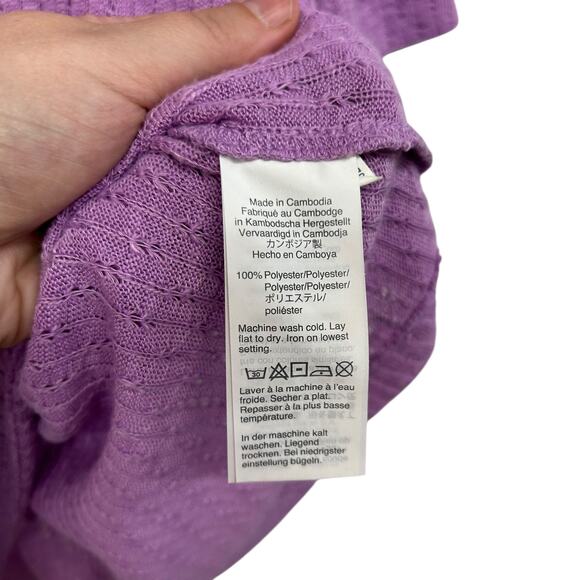 Made in Cambodia
Fabriqué au Cambodge
in Kambodscha Hergestellt
Vervaardigd in Cambodja
カンボジア製
Hecho en Camboya
100% Polyester/Polyester/
Polyester/Polyester/
ポリエステル/
poliéster
Machine wash cold. Lay
flat to dry. Iron on lowest
setting.
30
Laver à la machine à l'eau
froide. Secher a plat.
Repasser à la plus basse
température.
In der maschine kalt
waschen. Liegend
trocknen. Bei niedrigster
einstellung bügeln.